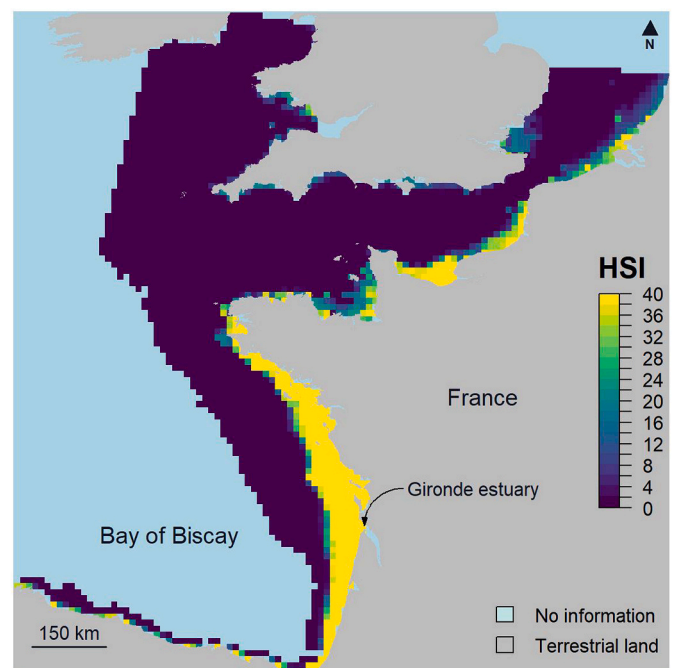 N
HSI
40
36
32
28
24
20
16
12
8
4
0
France
Gironde estuary
Bay of Biscay
150 km
No information
Terrestrial land